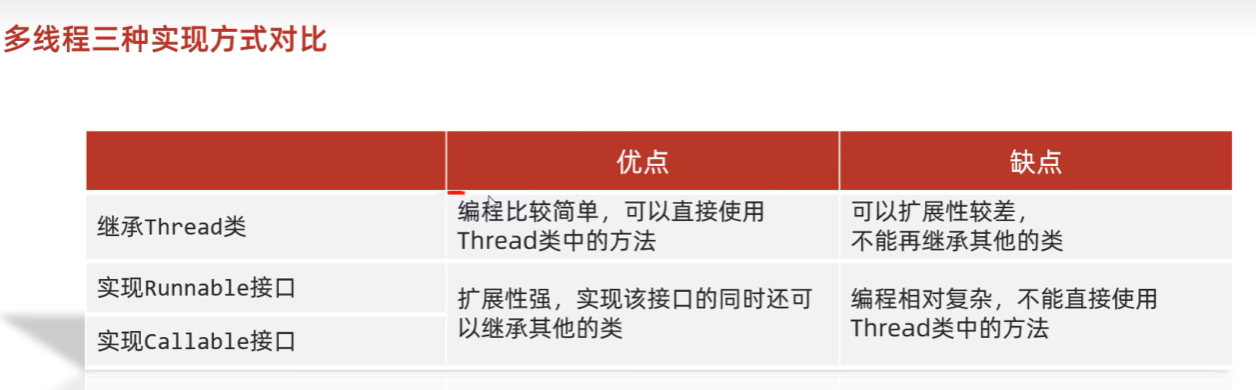 多线程三种实现方式对比
优点
缺点
继承Thread类
编程比较简单，可以直接使用
Thread类中的方法
可以扩展性较差，
不能再继承其他的类
实现Runnable接口
实现Callable接口
扩展性强，实现该接口的同时还可
以继承其他的类
编程相对复杂，不能直接使用
Thread类中的方法